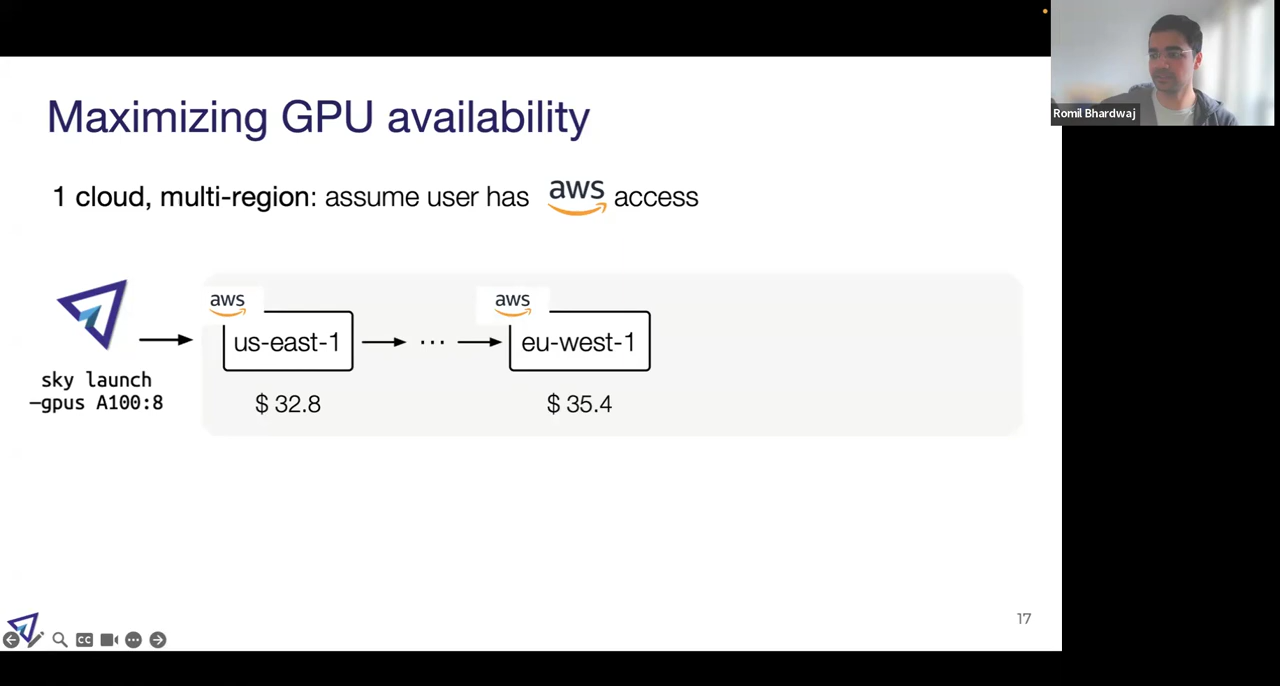 Romil Bhardwaj
Maximizing GPU availability
1 cloud, multi-region: assume user has aws access
aws
aws
us-east-1
...
eu-west-1
sky launch
–gpus A100:8
$ 32.8
$ 35.4
17
CC